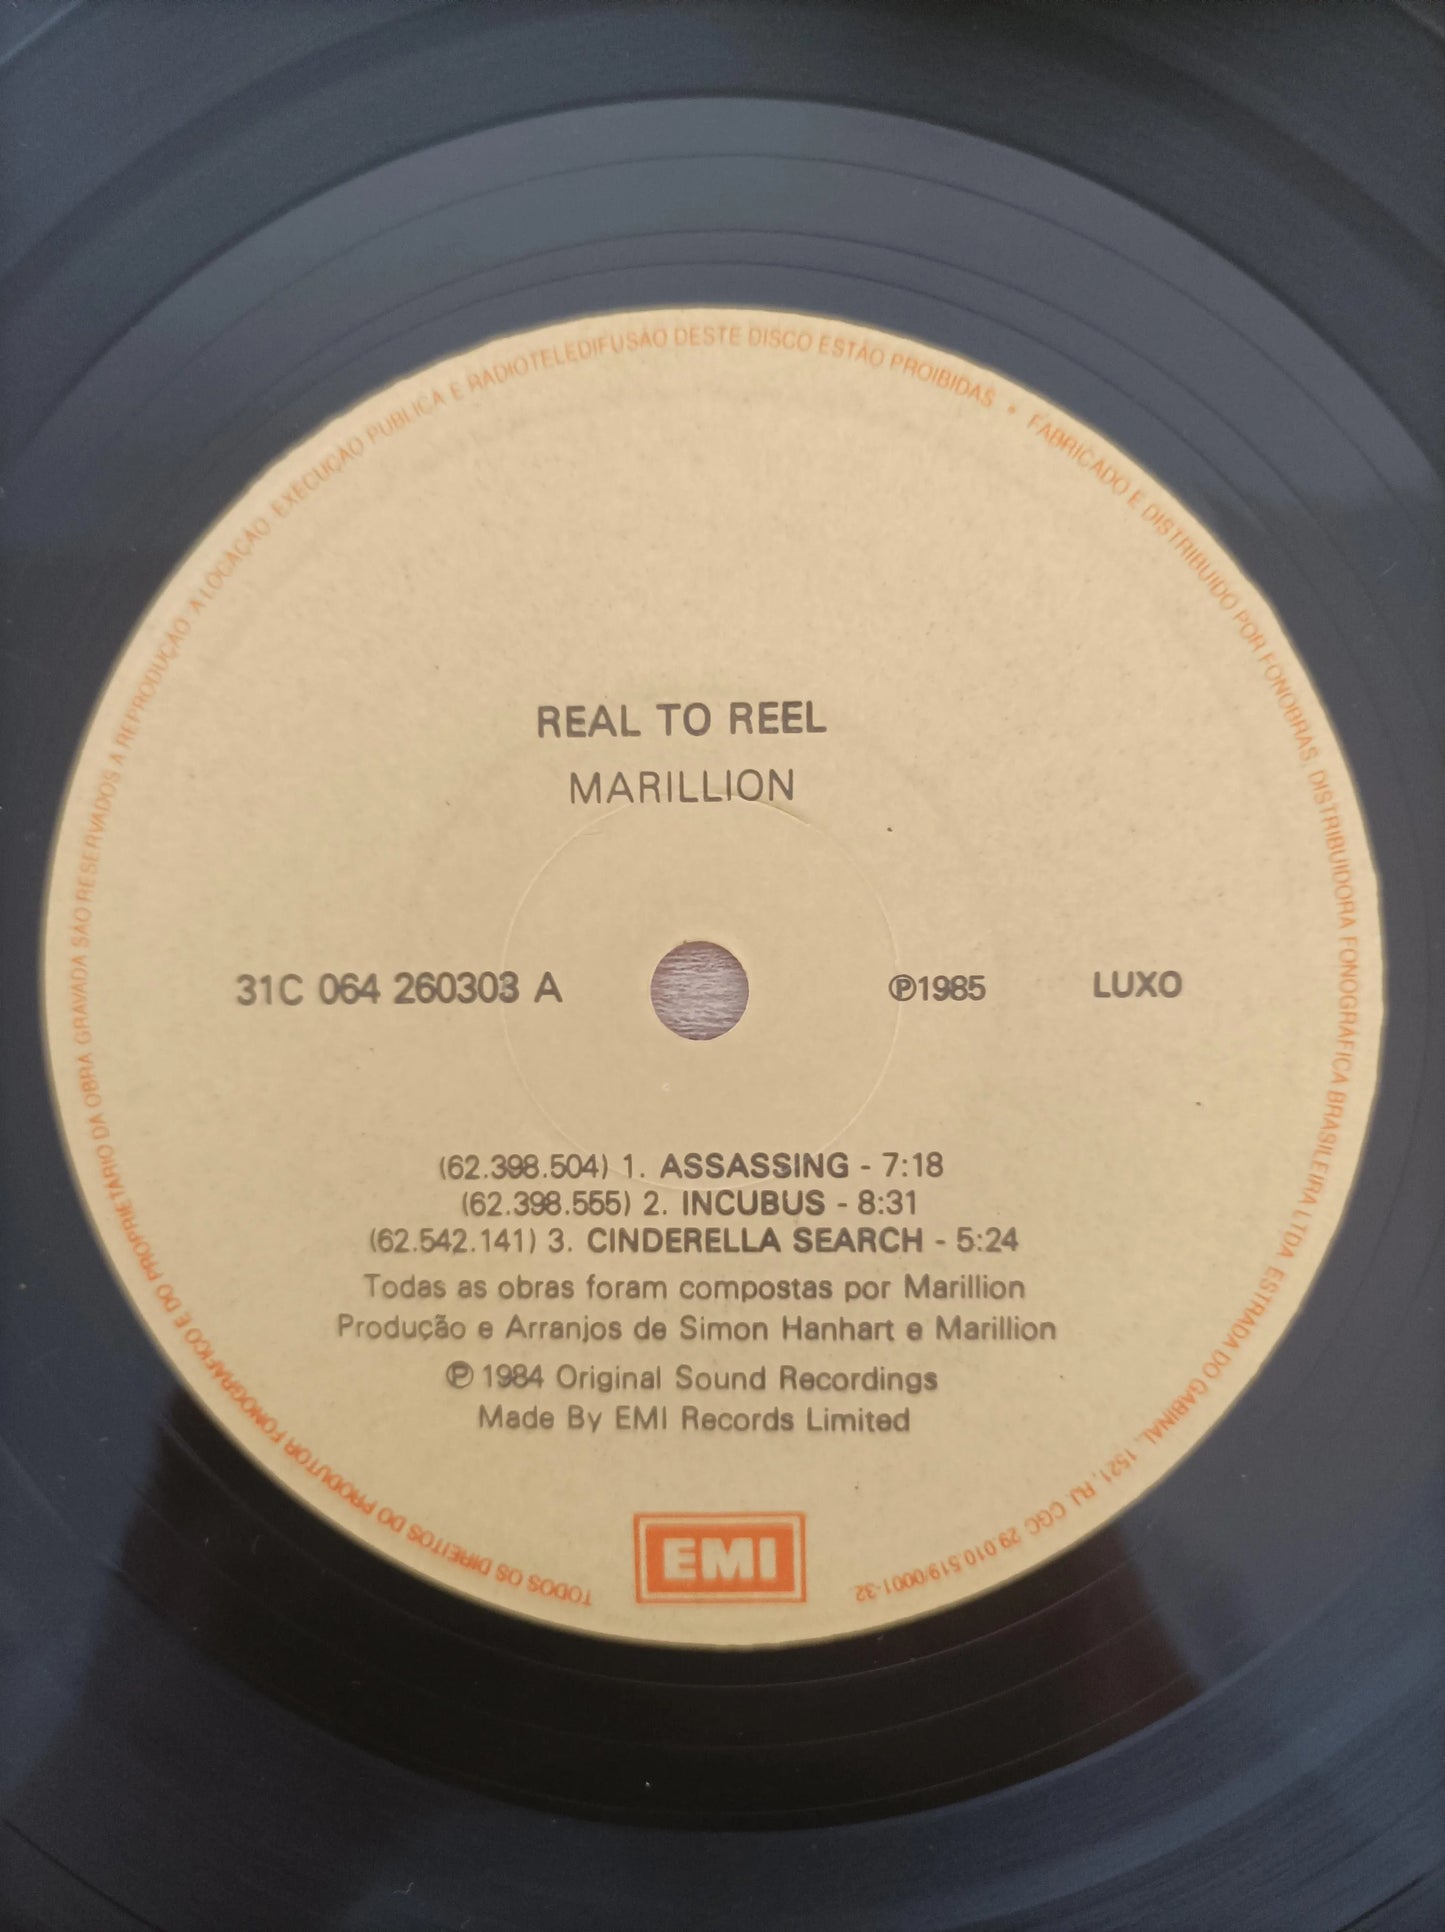 TODOS OS DIREITOS DO PRODUTOR FONOGRÁFICO E DO PROPRIETÁRIO DA OBRA GRAVADA SÃO RESERVADOS A REPRODUÇÃO A LOCAÇÃO EXECUÇÃO PÚBLICA E RADIOTELEDIFUSÃO DESTE DISCO ESTÃO PROIBIDAS • FABRICADO E DISTRIBUIDO POR FONOBRAS DISTRIBUIDORA FONOGRÁFICA BRASILEIRA LTDA ESTRADA DO GABINAL, 1521, RJ. CGC 29.010.519/0001-32
REAL TO REEL
MARILLION
31C 064 260303 A
℗1985
LUXO
(62.398.504) 1. ASSASSING - 7:18
(62.398.555) 2. INCUBUS - 8:31
(62.542.141) 3. CINDERELLA SEARCH - 5:24
Todas as obras foram compostas por Marillion
Produção e Arranjos de Simon Hanhart e Marillion
℗ 1984 Original Sound Recordings
Made By EMI Records Limited
EMI